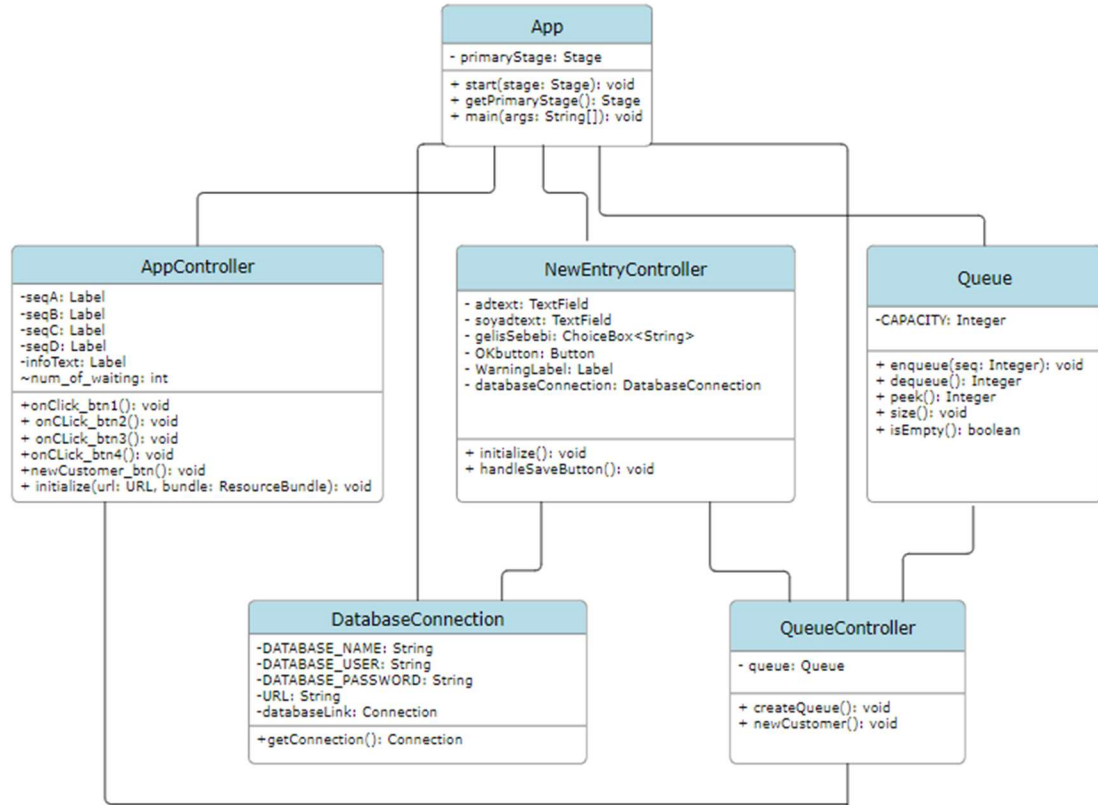 App
- primaryStage: Stage
+ start(stage: Stage): void
+ getPrimaryStage(): Stage
+ main(args: String[]): void
AppController
-seqA: Label
-seqB: Label
-seqC: Label
-seqD: Label
-infoText: Label
~num_of_waiting: int
+onClick_btn1(): void
+ onCLick_btn2(): void
+ onCLick_btn3(): void
+onCLick_btn4(): void
+newCustomer_btn(): void
+ initialize(url: URL, bundle: ResourceBundle): void
NewEntryController
- adtext: TextField
- soyadtext: TextField
- gelisSebebi: ChoiceBox<String>
- OKbutton: Button
- WarningLabel: Label
- databaseConnection: DatabaseConnection
+ initialize(): void
+ handleSaveButton(): void
Queue
-CAPACITY: Integer
+ enqueue(seq: Integer): void
+ dequeue(): Integer
+ peek(): Integer
+ size(): void
+ isEmpty(): boolean
DatabaseConnection
-DATABASE_NAME: String
-DATABASE_USER: String
-DATABASE_PASSWORD: String
-URL: String
-databaseLink: Connection
+getConnection(): Connection
QueueController
- queue: Queue
+ createQueue(): void
+ newCustomer(): void